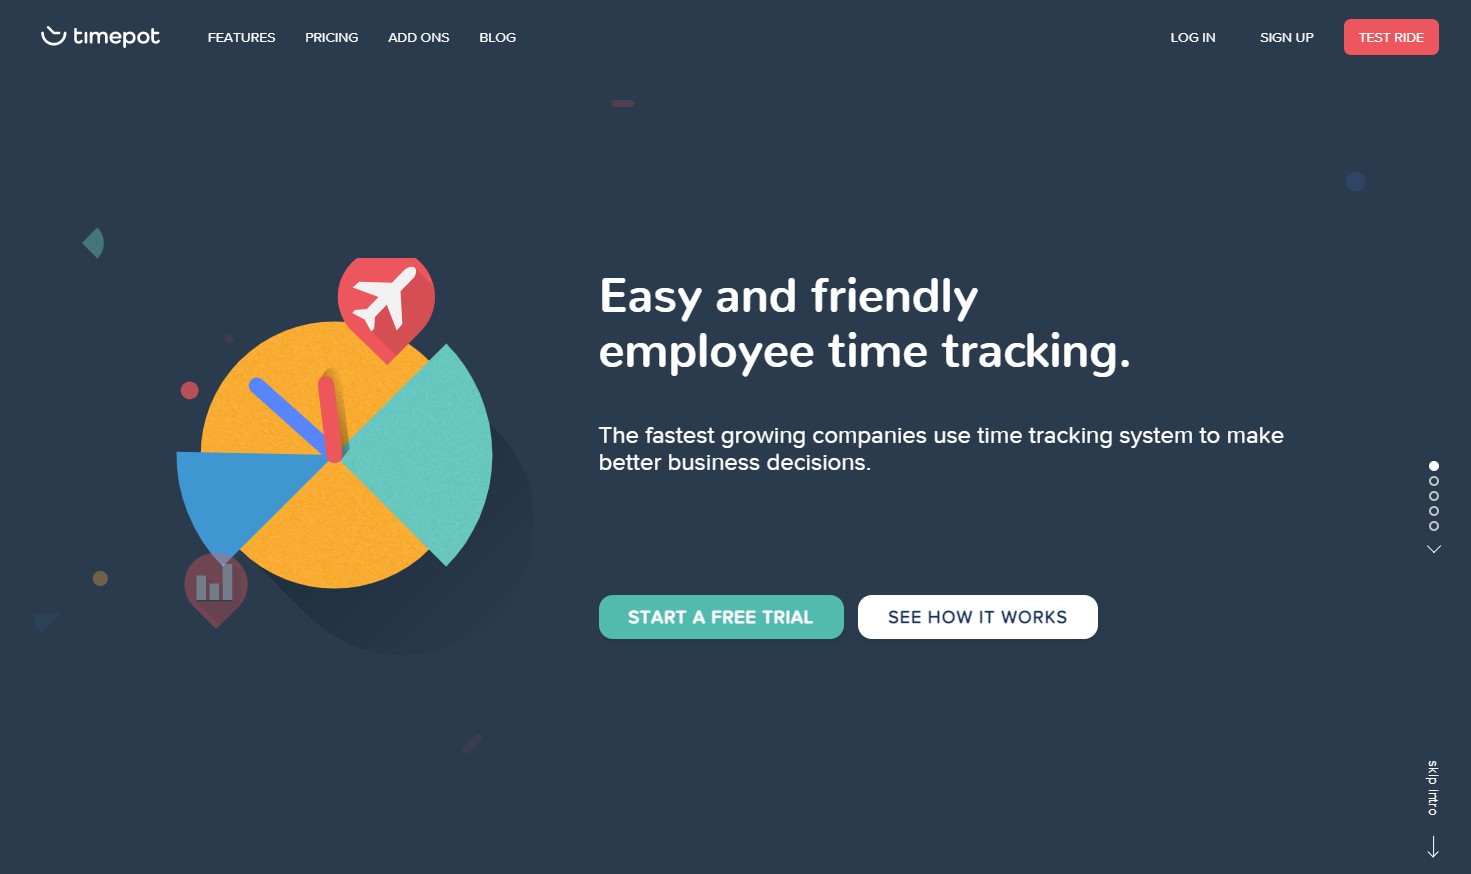 timepot
FEATURES
PRICING
ADD ONS
BLOG
LOG IN
SIGN UP
TEST RIDE
Easy and friendly
employee time tracking.
The fastest growing companies use time tracking system to make
better business decisions.
START A FREE TRIAL
SEE HOW IT WORKS
skip intro